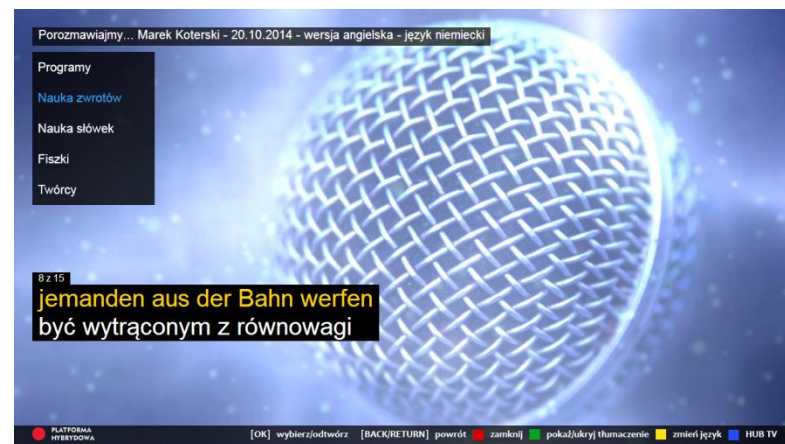 Porozmawiajmy... Marek Koterski - 20.10.2014 - wersja angielska - język niemiecki
Programy
Nauka zwrotów
Nauka słówek
Fiszki
Twórcy
8 z 15
jemanden aus der Bahn werfen
być wytrąconym z równowagi
PLATFORMA
HYBRYDOWA
[OK] wybierz/odtwórz [BACK/RETURN] powrót zamknij pokaż/ukryj tłumaczenie zmień język HUB TV